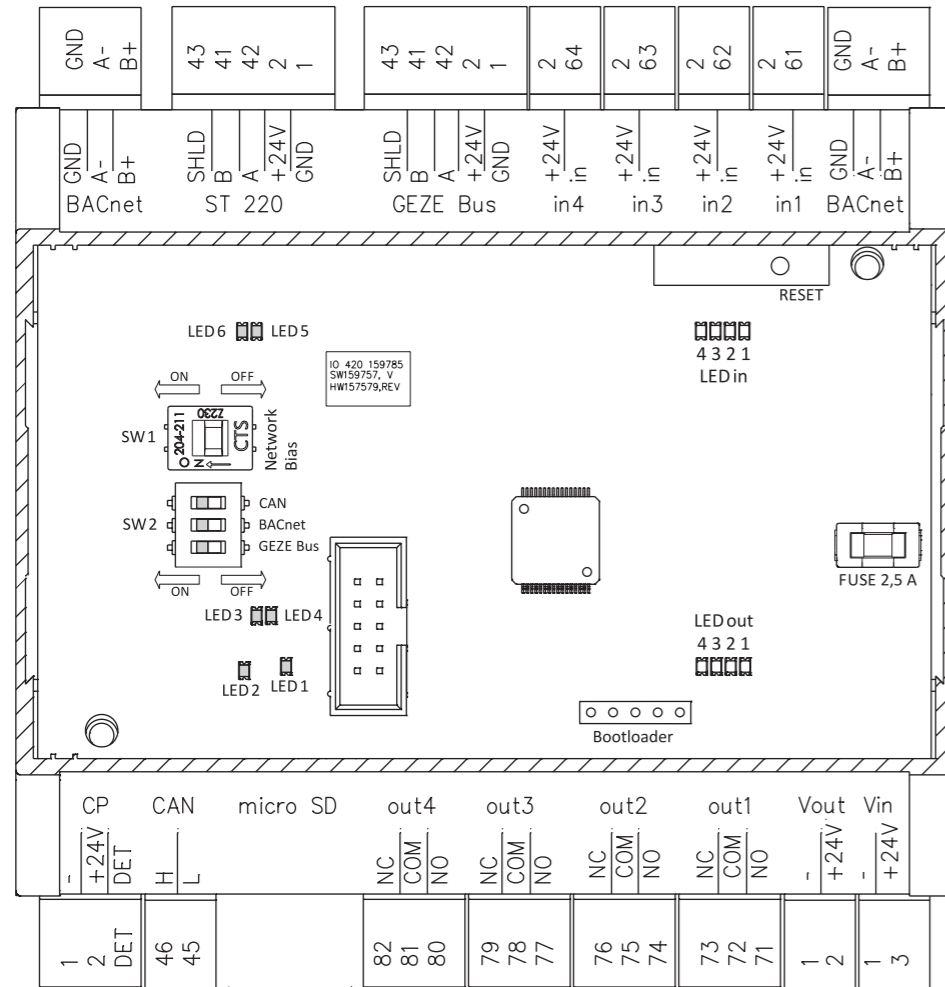 GND A- B+ 43 41 42 2 1 43 41 42 2 1 2 64 2 63 2 62 2 61 GND A- B+
GND A- B+ SHLD B A +24V GND SHLD B A +24V GND +24V in +24V in +24V in +24V in GND A- B+
BACnet ST 220 GEZE Bus in4 in3 in2 in1 BACnet
RESET
LED6 LED5
4 3 2 1
LED in
IO 420 159785
SW159757, V
HW157579,REV
ON OFF
SW1
204-211
Z230
CTS
ON
Network
Bias
SW2
CAN
BACnet
GEZE Bus
ON OFF
FUSE 2,5 A
LED3 LED4
LED2 LED1
LED out
4 3 2 1
Bootloader
CP CAN micro SD out4 out3 out2 out1 Vout Vin
- +24V DET H L NC COM NO NC COM NO NC COM NO NC COM NO - +24V - +24V
1 2 DET 46 45 82 81 80 79 78 77 76 75 74 73 72 71 1 2 1 3